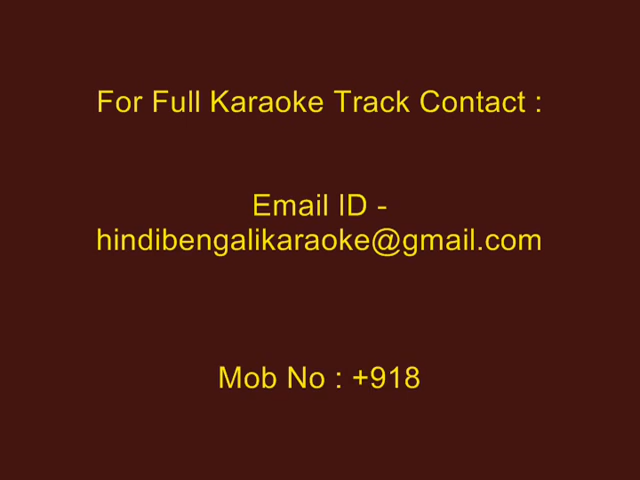 For Full Karaoke Track Contact :
Email ID -
hindibengalikaraoke@gmail.com
Mob No : +918